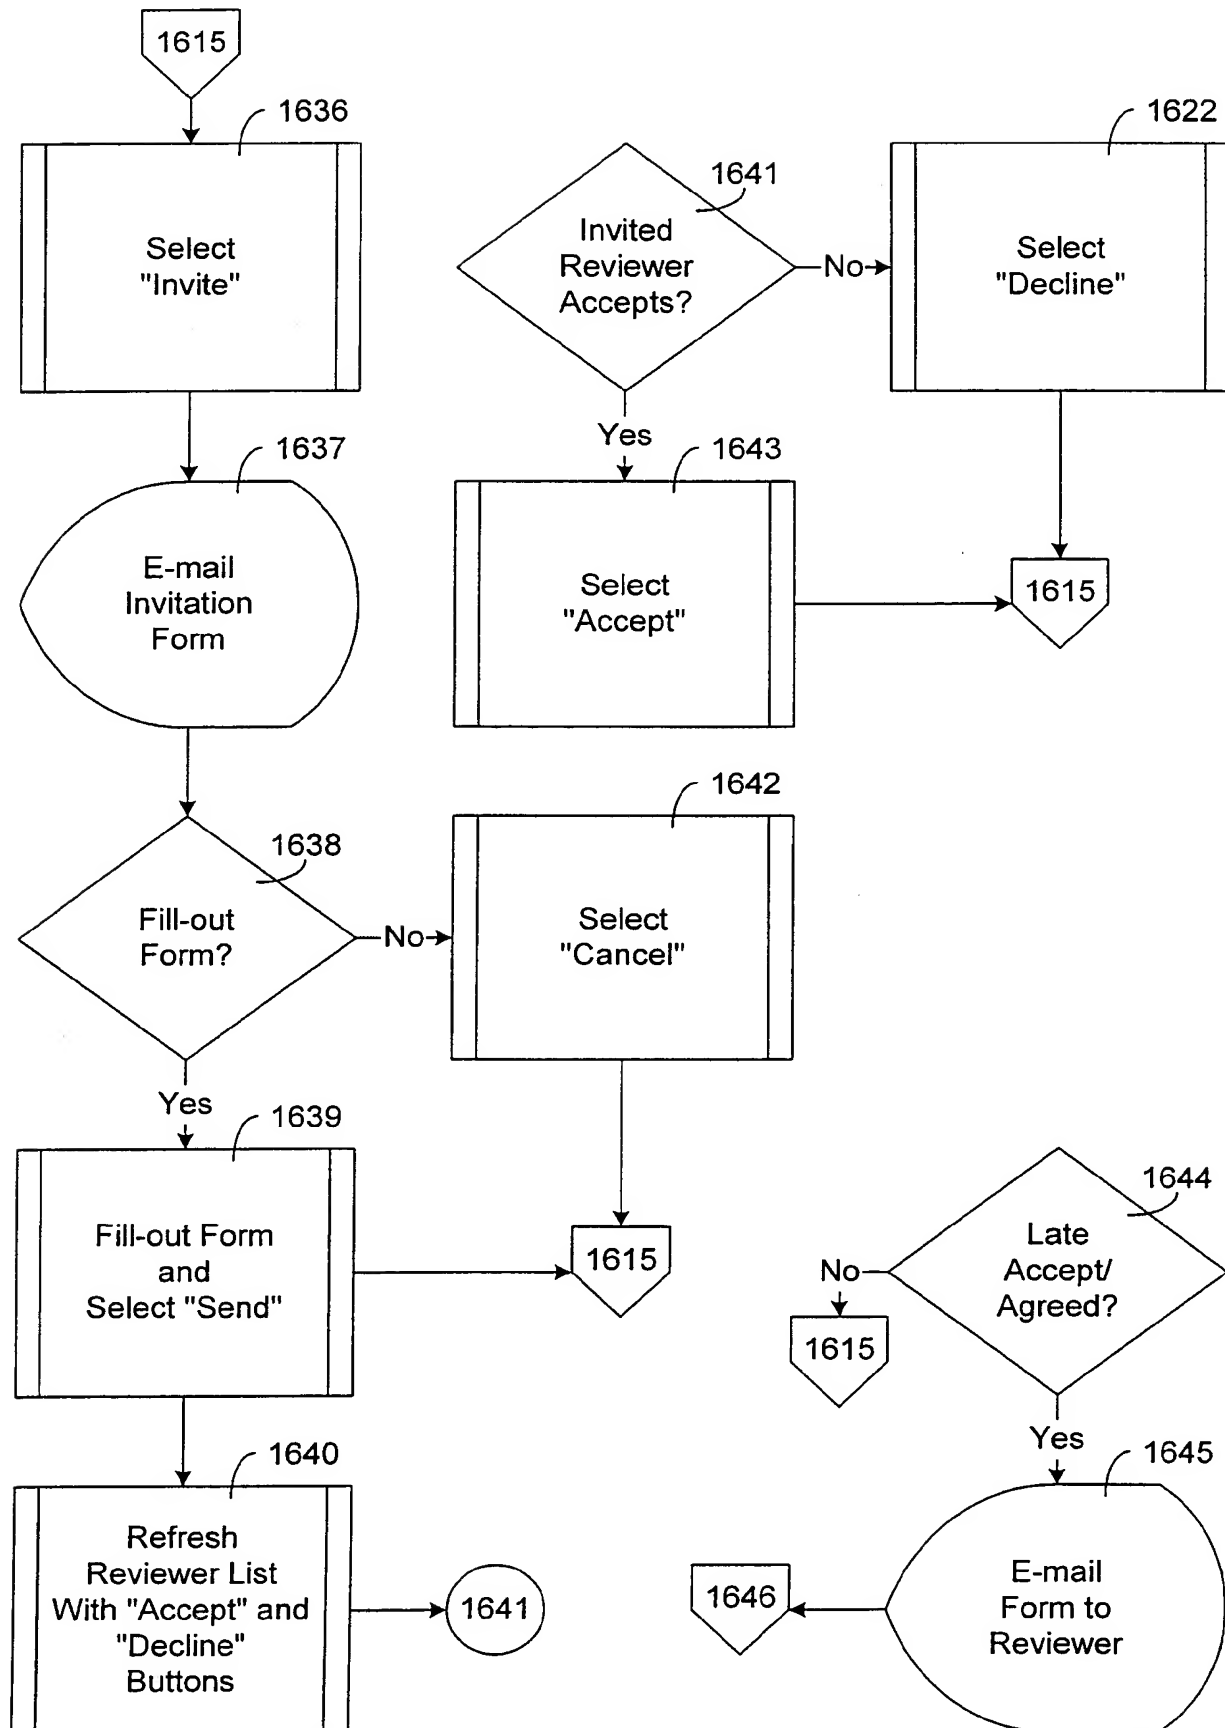 1615
1636
Select
"Invite"
1637
E-mail
Invitation
Form
1638
Fill-out
Form?
No
Yes
1639
Fill-out Form
and
Select "Send"
1640
Refresh
Reviewer List
With "Accept" and
"Decline"
Buttons
1641
1641
Invited
Reviewer
Accepts?
No
Yes
1622
Select
"Decline"
1643
Select
"Accept"
1615
1642
Select
"Cancel"
1615
1644
Late
Accept/
Agreed?
No
1615
Yes
1645
E-mail
Form to
Reviewer
1646